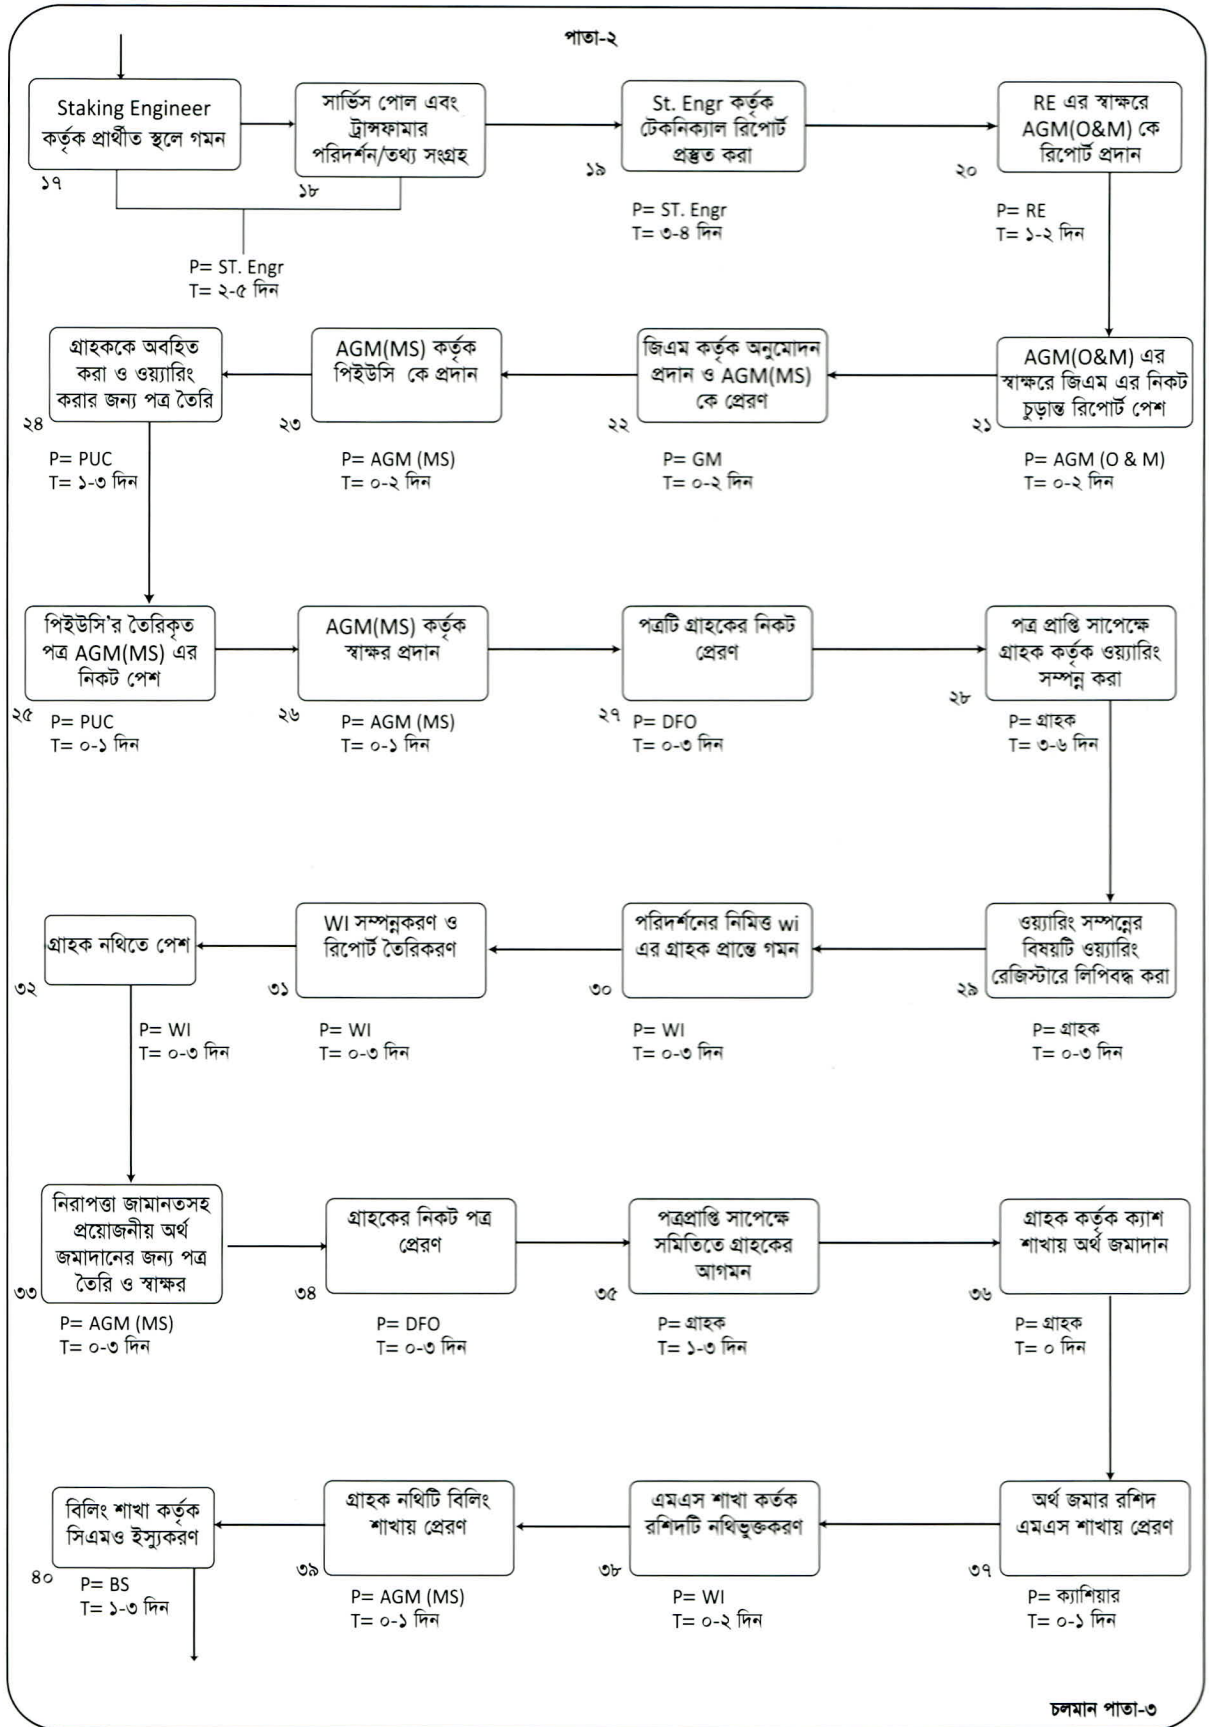 পাতা-২
Staking Engineer
কর্তৃক প্রার্থীত স্থলে গমন
১৭
সার্ভিস পোল এবং
ট্রান্সফামার
পরিদর্শন/তথ্য সংগ্রহ
১৮
P= ST. Engr
T= ২-৫ দিন
St. Engr কর্তৃক
টেকনিক্যাল রিপোর্ট
প্রস্তুত করা
১৯
P= ST. Engr
T= ৩-৪ দিন
RE এর স্বাক্ষরে
AGM(O&M) কে
রিপোর্ট প্রদান
২০
P= RE
T= ১-২ দিন
AGM(O&M) এর
স্বাক্ষরে জিএম এর নিকট
চুড়ান্ত রিপোর্ট পেশ
২১
P= AGM (O & M)
T= ০-২ দিন
জিএম কর্তৃক অনুমোদন
প্রদান ও AGM(MS)
কে প্রেরণ
২২
P= GM
T= ০-২ দিন
AGM(MS) কর্তৃক
পিইউসি কে প্রদান
২৩
P= AGM (MS)
T= ০-২ দিন
গ্রাহককে অবহিত
করা ও ওয়্যারিং
করার জন্য পত্র তৈরি
২৪
P= PUC
T= ১-৩ দিন
পিইউসি'র তৈরিকৃত
পত্র AGM(MS) এর
নিকট পেশ
২৫
P= PUC
T= ০-১ দিন
AGM(MS) কর্তৃক
স্বাক্ষর প্রদান
২৬
P= AGM (MS)
T= ০-১ দিন
পত্রটি গ্রাহকের নিকট
প্রেরণ
২৭
P= DFO
T= ০-৩ দিন
পত্র প্রাপ্তি সাপেক্ষে
গ্রাহক কর্তৃক ওয়্যারিং
সম্পন্ন করা
২৮
P= গ্রাহক
T= ৩-৬ দিন
ওয়্যারিং সম্পন্নের
বিষয়টি ওয়্যারিং
রেজিস্টারে লিপিবদ্ধ করা
২৯
P= গ্রাহক
T= ০-৩ দিন
পরিদর্শনের নিমিত্ত wi
এর গ্রাহক প্রান্তে গমন
৩০
P= WI
T= ০-৩ দিন
WI সম্পন্নকরণ ও
রিপোর্ট তৈরিকরণ
৩১
P= WI
T= ০-৩ দিন
গ্রাহক নথিতে পেশ
৩২
P= WI
T= ০-৩ দিন
নিরাপত্তা জামানতসহ
প্রয়োজনীয় অর্থ
জমাদানের জন্য পত্র
তৈরি ও স্বাক্ষর
৩৩
P= AGM (MS)
T= ০-৩ দিন
গ্রাহকের নিকট পত্র
প্রেরণ
৩৪
P= DFO
T= ০-৩ দিন
পত্রপ্রাপ্তি সাপেক্ষে
সমিতিতে গ্রাহকের
আগমন
৩৫
P= গ্রাহক
T= ১-৩ দিন
গ্রাহক কর্তৃক ক্যাশ
শাখায় অর্থ জমাদান
৩৬
P= গ্রাহক
T= ০ দিন
অর্থ জমার রশিদ
এমএস শাখায় প্রেরণ
৩৭
P= ক্যাশিয়ার
T= ০-১ দিন
এমএস শাখা কর্তক
রশিদটি নথিভুক্তকরণ
৩৮
P= WI
T= ০-২ দিন
গ্রাহক নথিটি বিলিং
শাখায় প্রেরণ
৩৯
P= AGM (MS)
T= ০-১ দিন
বিলিং শাখা কর্তৃক
সিএমও ইস্যুকরণ
৪০
P= BS
T= ১-৩ দিন
চলমান পাতা-৩